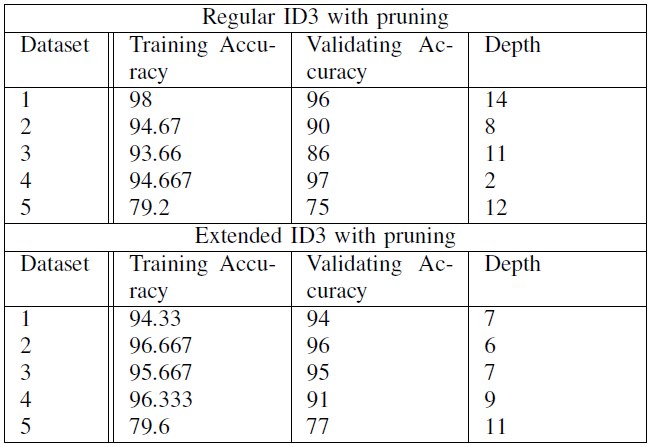 Regular ID3 with pruning
Dataset Training Accu- Validating Ac- Depth
racy curacy
1 98 96 14
2 94.67 90 8
3 93.66 86 11
4 94.667 97 2
5 79.2 75 12
Extended ID3 with pruning
Dataset Training Accu- Validating Ac- Depth
racy curacy
1 94.33 94 7
2 96.667 96 6
3 95.667 95 7
4 96.333 91 9
5 79.6 77 11